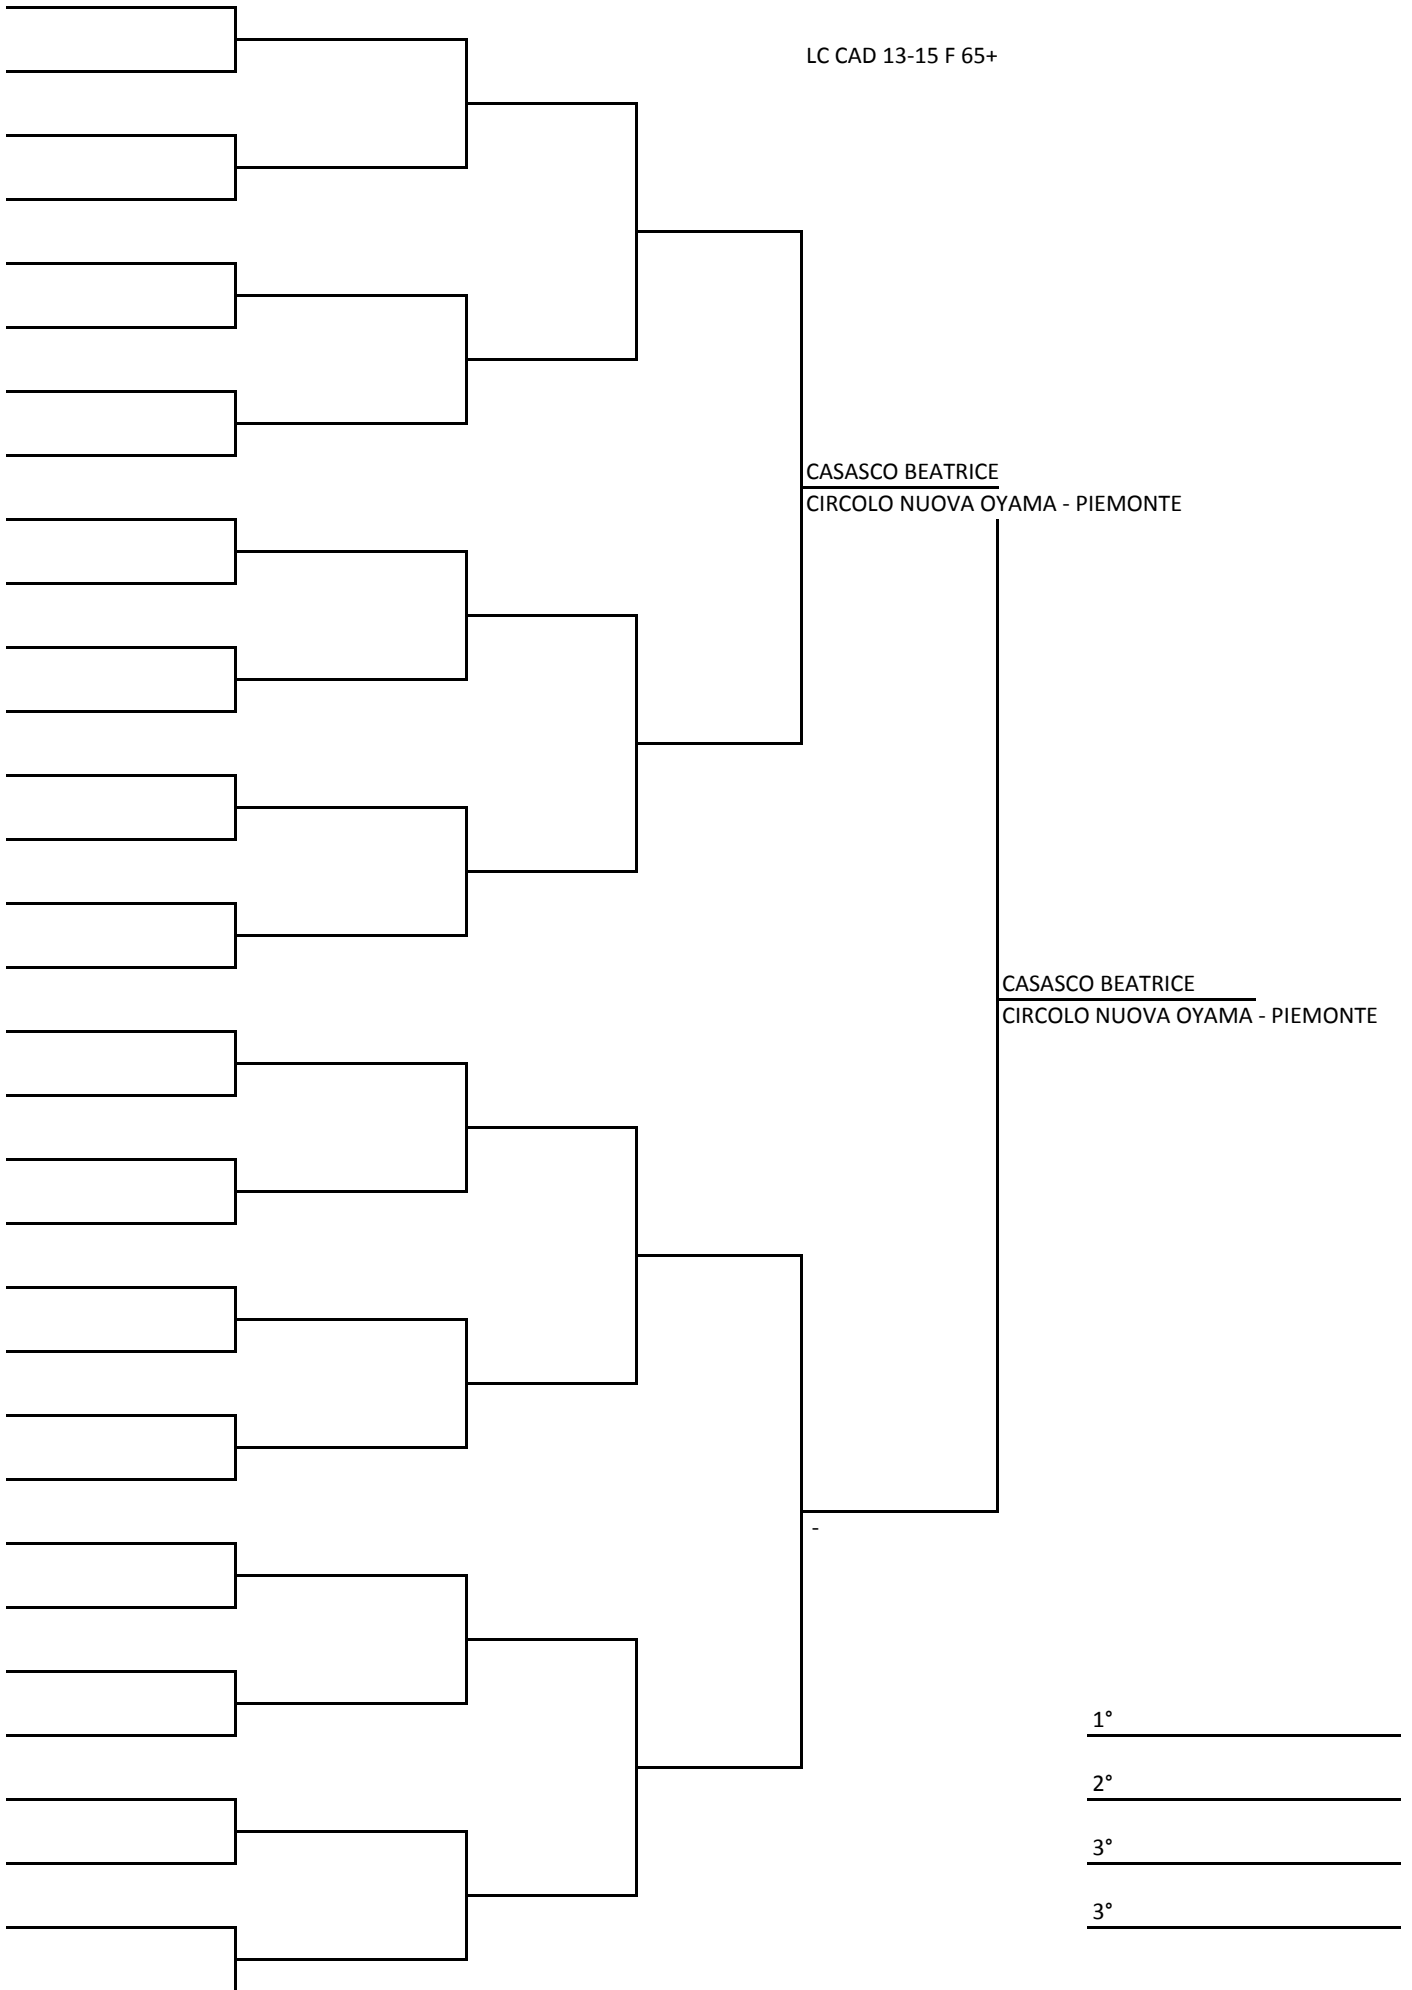 LC CAD 13-15 F 65+
CASASCO BEATRICE
CIRCOLO NUOVA OYAMA - PIEMONTE
CASASCO BEATRICE
CIRCOLO NUOVA OYAMA - PIEMONTE
-
1°
2°
3°
3°